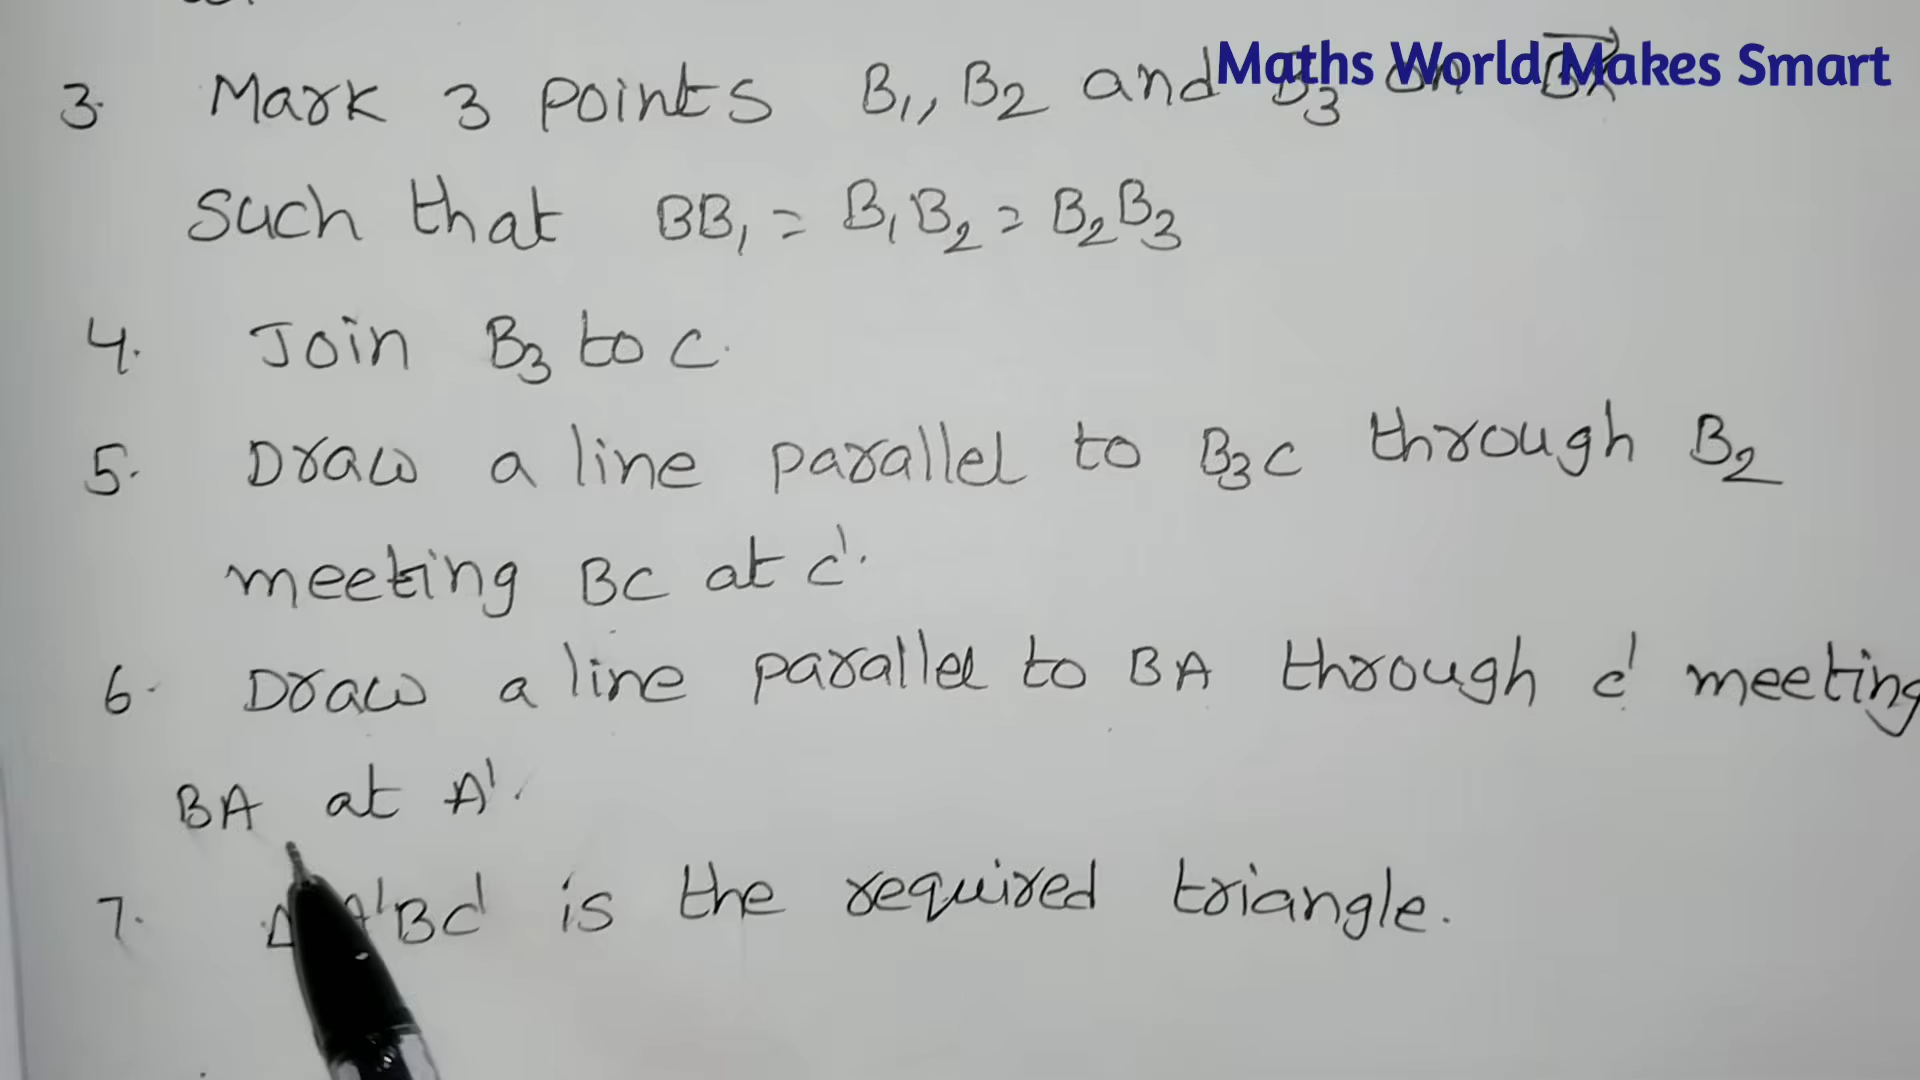 Maths World Makes Smart
3. Mark 3 points B1, B2 and B3 on BX
Such that BB1 = B1B2 = B2B3
4. Join B3 to C.
5. Draw a line parallel to B3C through B2
meeting BC at C'.
6. Draw a line parallel to BA through C' meeting
BA at A'.
7. Δ A'BC' is the required triangle.